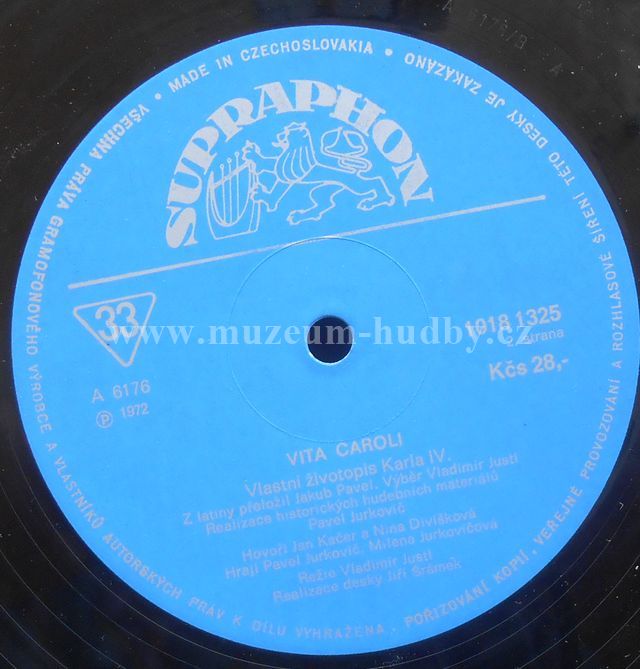 A 6176/B A
VŠECHNA PRÁVA GRAMOFONOVÉHO VÝROBCE A VLASTNÍKŮ AUTORSKÝCH PRÁV K DÍLU VYHRAŽENA • POŘIZOVÁNÍ KOPIÍ, VEŘEJNÉ PROVOZOVÁNÍ A ROZHLASOVÉ ŠÍŘENÍ TÉTO DESKY JE ZAKÁZÁNO • MADE IN CZECHOSLOVAKIA •
SUPRAPHON
33
1918 1325
2. strana
www.muzeum-hudby.cz
Kčs 28,-
A 6176
Ⓟ 1972
VITA CAROLI
Vlastní životopis Karla IV.
Z latiny přeložil Jakub Pavel. Výběr Vladimír Justl
Realizace historických hudebních materiálů
Pavel Jurkovič
Hovoří Jan Kačer a Nina Divíšková
Hrají Pavel Jurkovič, Milena Jurkovičová
Režie Vladimír Justl
Realizace desky Jiří Šrámek